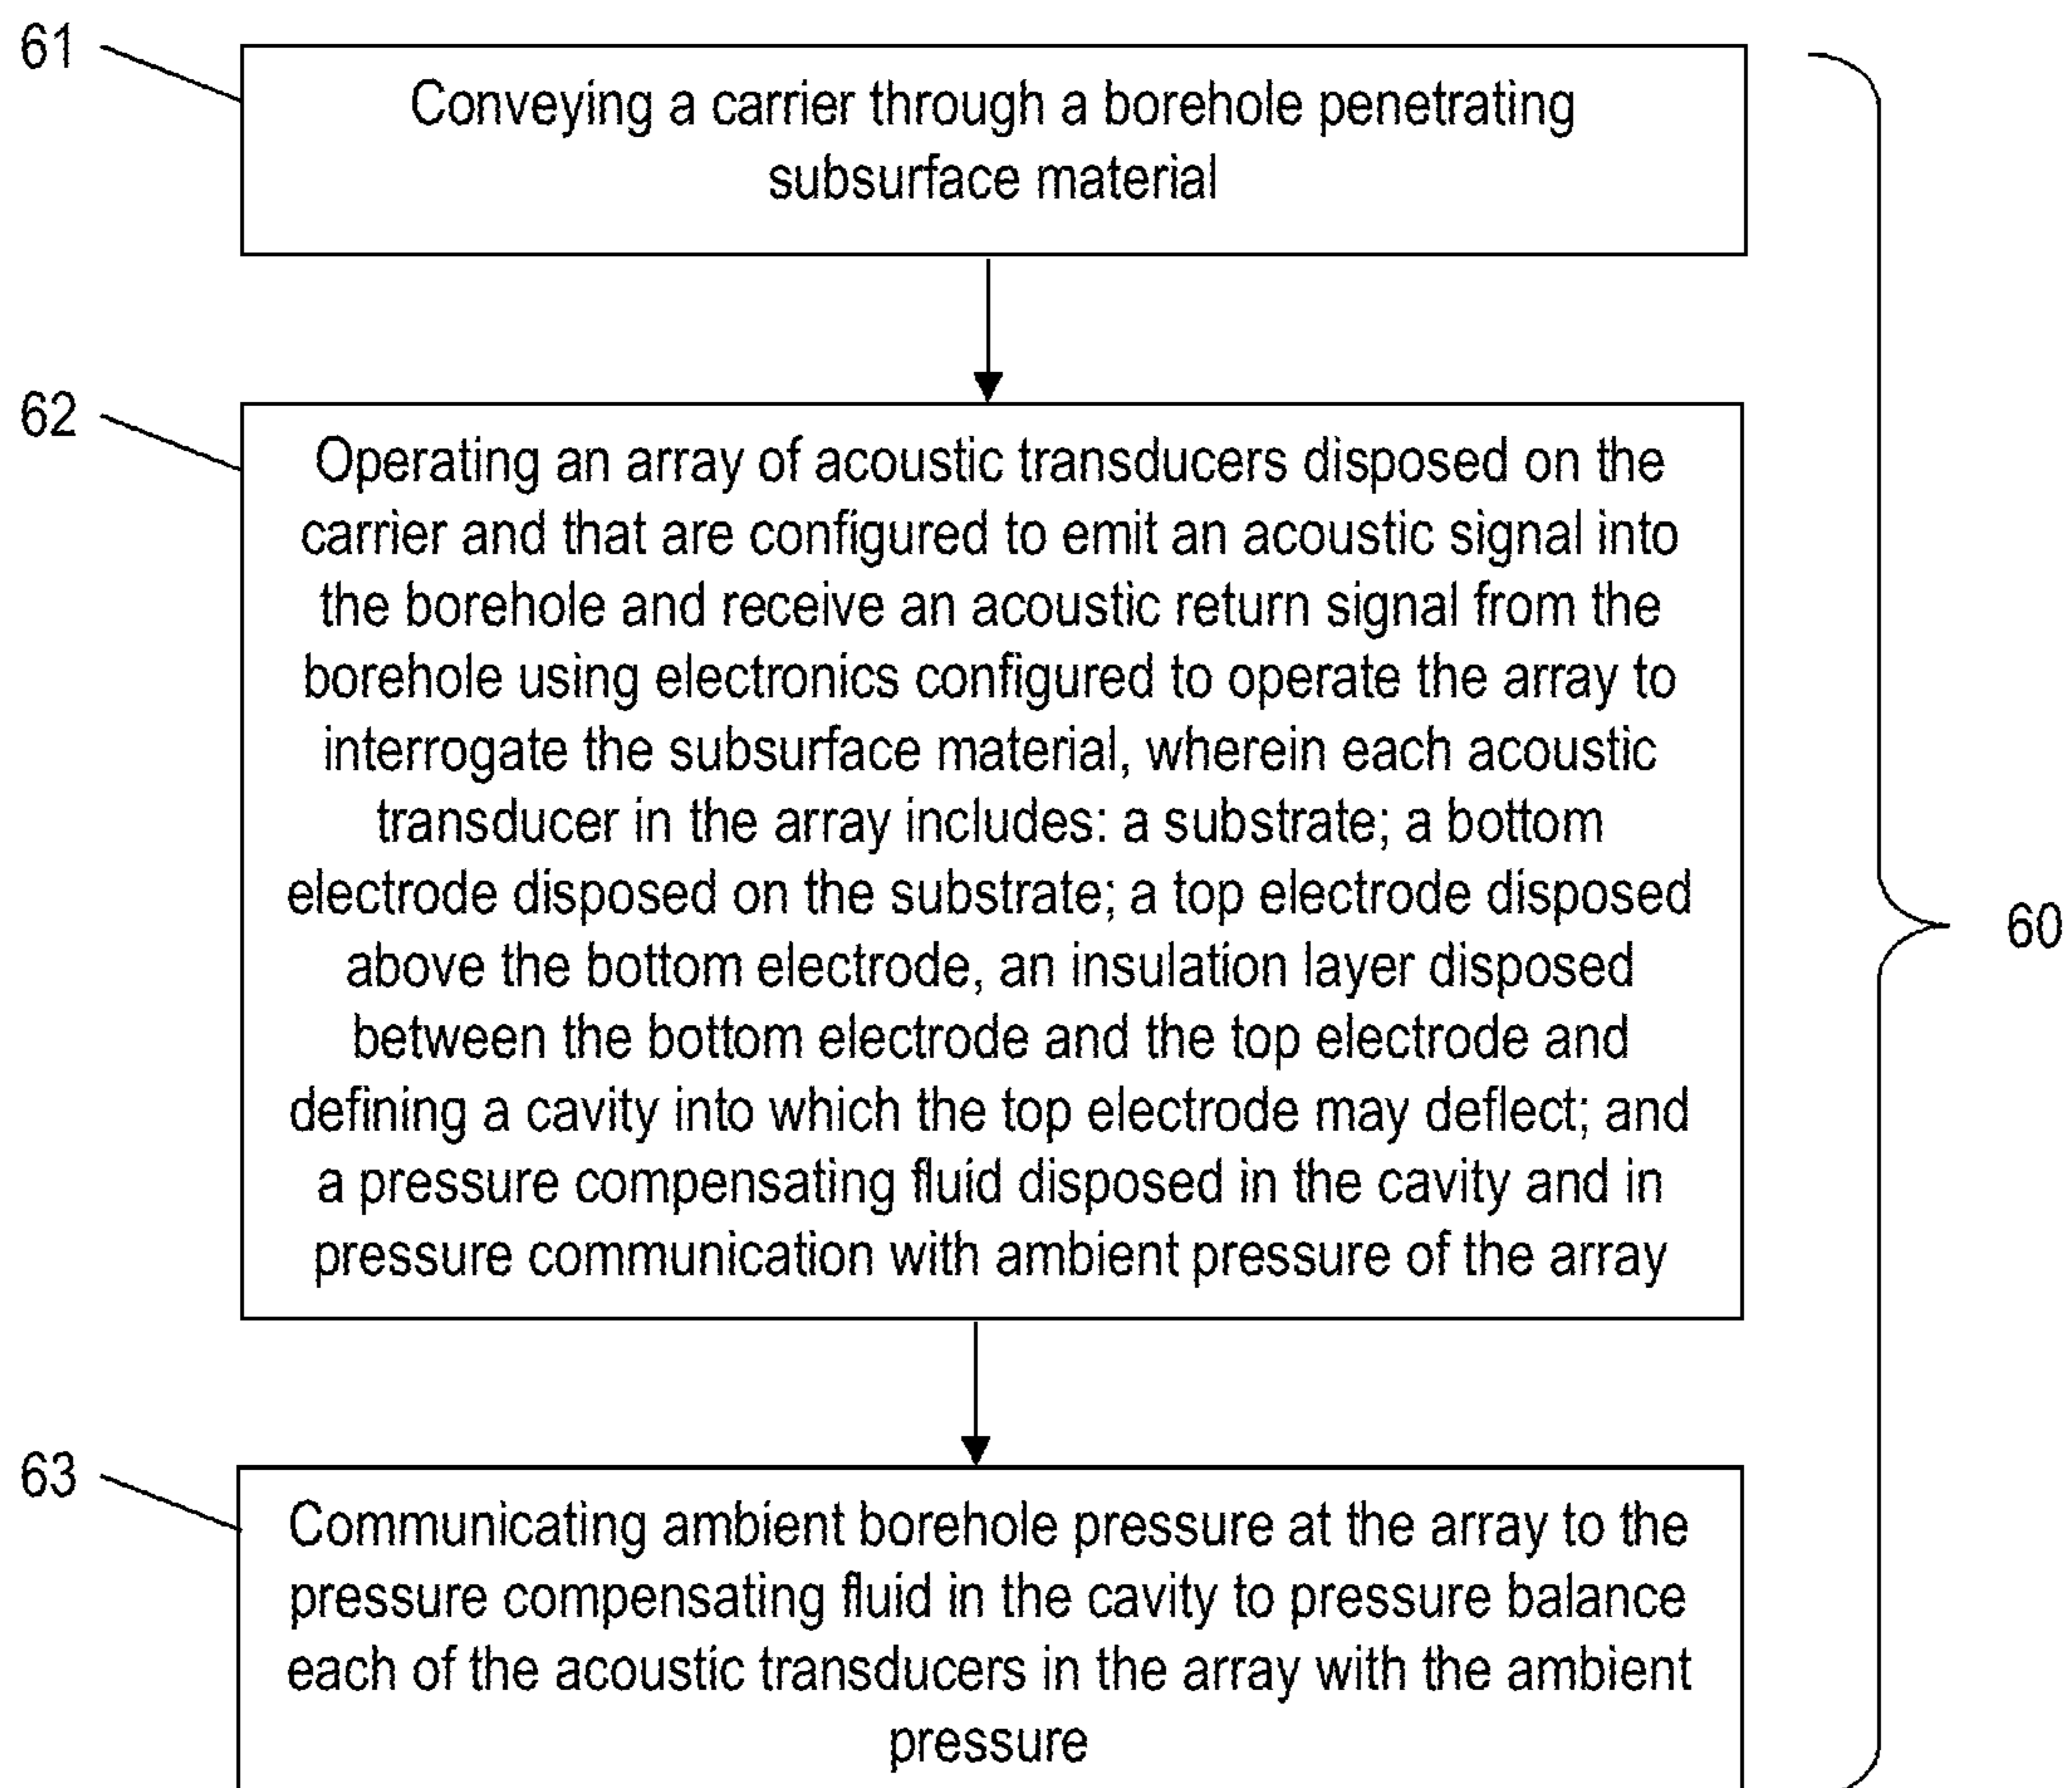 61
Conveying a carrier through a borehole penetrating
subsurface material
62
Operating an array of acoustic transducers disposed on the
carrier and that are configured to emit an acoustic signal into
the borehole and receive an acoustic return signal from the
borehole using electronics configured to operate the array to
interrogate the subsurface material, wherein each acoustic
transducer in the array includes: a substrate; a bottom
electrode disposed on the substrate; a top electrode disposed
above the bottom electrode, an insulation layer disposed
between the bottom electrode and the top electrode and
defining a cavity into which the top electrode may deflect; and
a pressure compensating fluid disposed in the cavity and in
pressure communication with ambient pressure of the array
60
63
Communicating ambient borehole pressure at the array to the
pressure compensating fluid in the cavity to pressure balance
each of the acoustic transducers in the array with the ambient
pressure